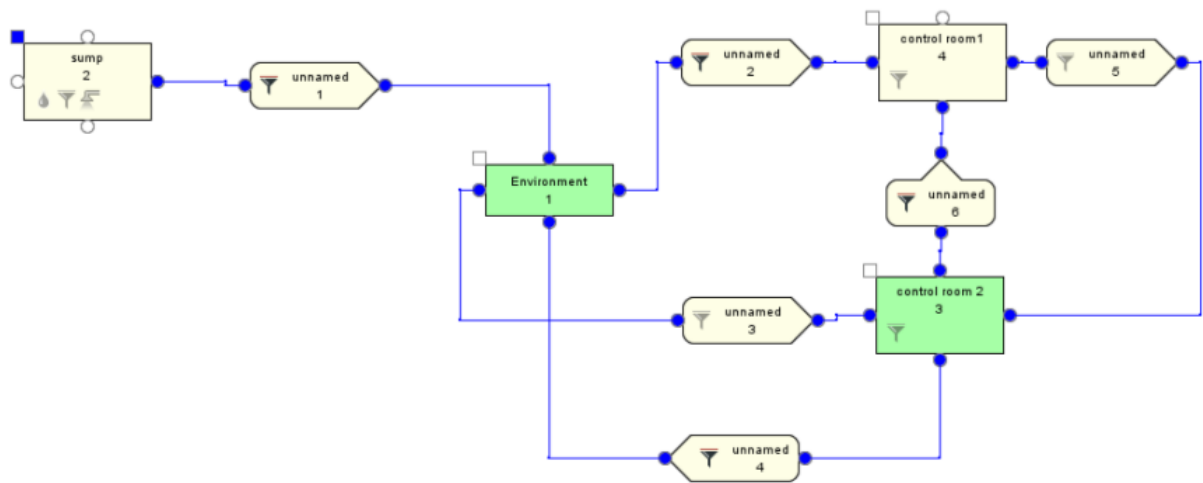 sump
2
unnamed
1
unnamed
2
control room1
4
unnamed
5
Environment
1
unnamed
6
control room 2
3
unnamed
3
unnamed
4